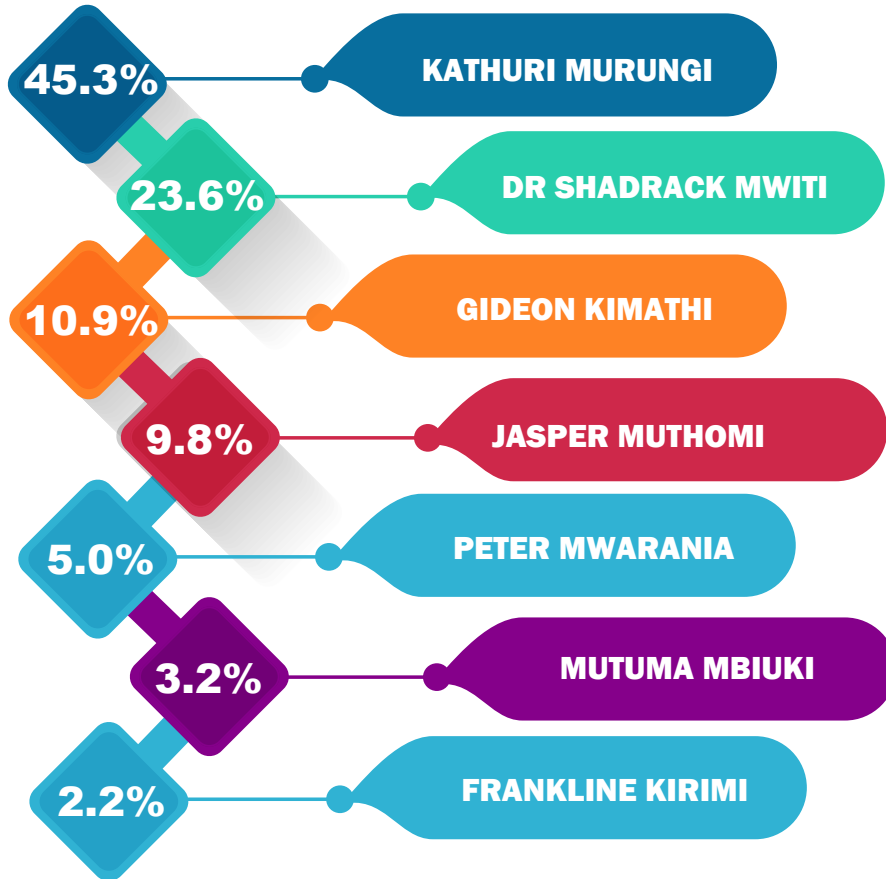 45.3% KATHURI MURUNGI
23.6% DR SHADRACK MWITI
10.9% GIDEON KIMATHI
9.8% JASPER MUTHOMI
5.0% PETER MWARANIA
3.2% MUTUMA MBIUKI
2.2% FRANKLINE KIRIMI